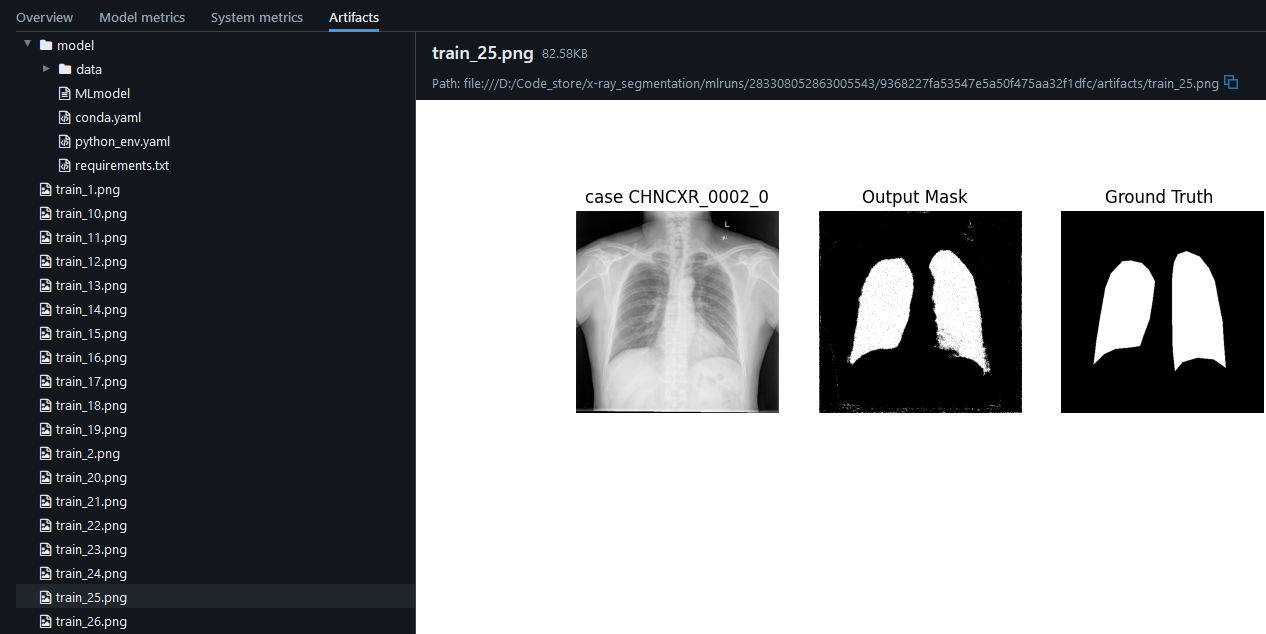 Overview Model metrics System metrics Artifacts
model
data
MLmodel
conda.yaml
python_env.yaml
requirements.txt
train_1.png
train_10.png
train_11.png
train_12.png
train_13.png
train_14.png
train_15.png
train_16.png
train_17.png
train_18.png
train_19.png
train_2.png
train_20.png
train_21.png
train_22.png
train_23.png
train_24.png
train_25.png
train_26.png
train_25.png 82.58KB
Path: file:///D:/Code_store/x-ray_segmentation/mlruns/283308052863005543/9368227fa53547e5a50f475aa32f1dfc/artifacts/train_25.png
case CHNCXR_0002_0 Output Mask Ground Truth
L